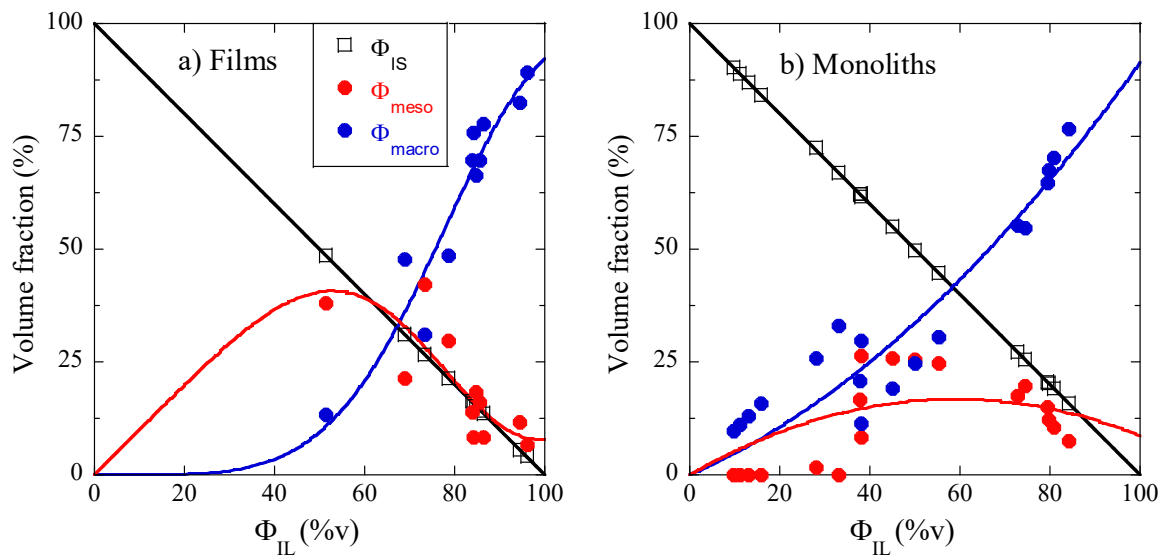 a) Films
Φ_IS
Φ_meso
Φ_macro
Volume fraction (%)
100
75
50
25
0
0 20 40 60 80 100
Φ_IL (%v)
b) Monoliths
Volume fraction (%)
100
75
50
25
0
0 20 40 60 80 100
Φ_IL (%v)